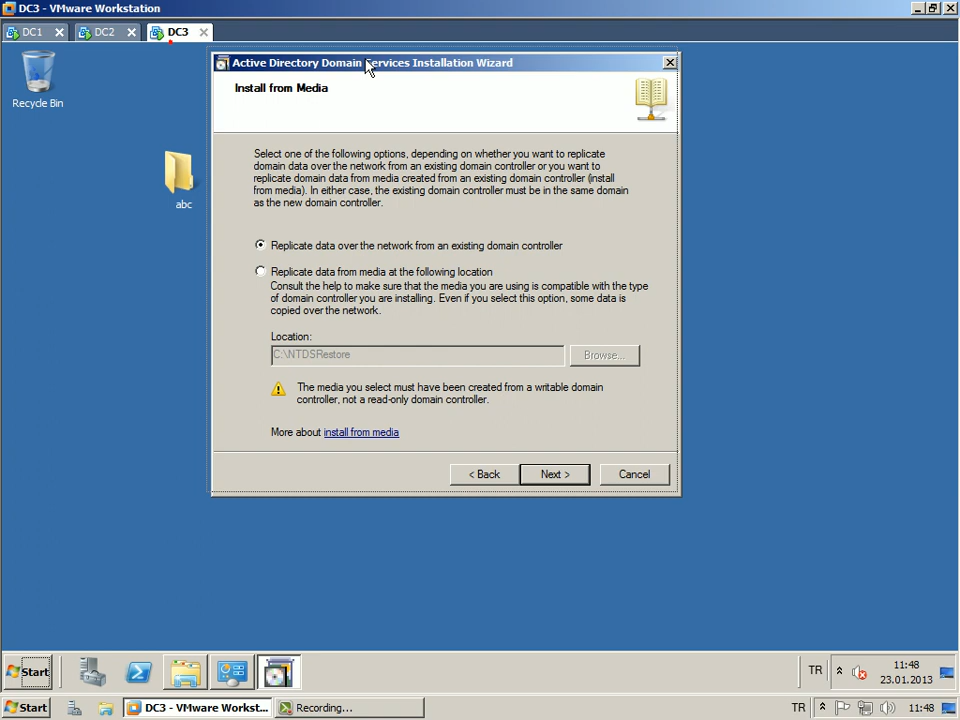 DC3 - VMware Workstation
DC1
DC2
DC3
Recycle Bin
Active Directory Domain Services Installation Wizard
Install from Media
Select one of the following options, depending on whether you want to replicate
domain data over the network from an existing domain controller or you want to
replicate domain data from media created from an existing domain controller (install
from media). In either case, the existing domain controller must be in the same domain
as the new domain controller.
abc
Replicate data over the network from an existing domain controller
Replicate data from media at the following location
Consult the help to make sure that the media you are using is compatible with the type
of domain controller you are installing. Even if you select this option, some data is
copied over the network.
Location:
C:\NTDSRestore
Browse...
The media you select must have been created from a writable domain
controller, not a read-only domain controller.
More about install from media
< Back
Next >
Cancel
Start
TR
11:48
23.01.2013
Start
DC3 - VMware Workst...
Recording...
TR
11:48